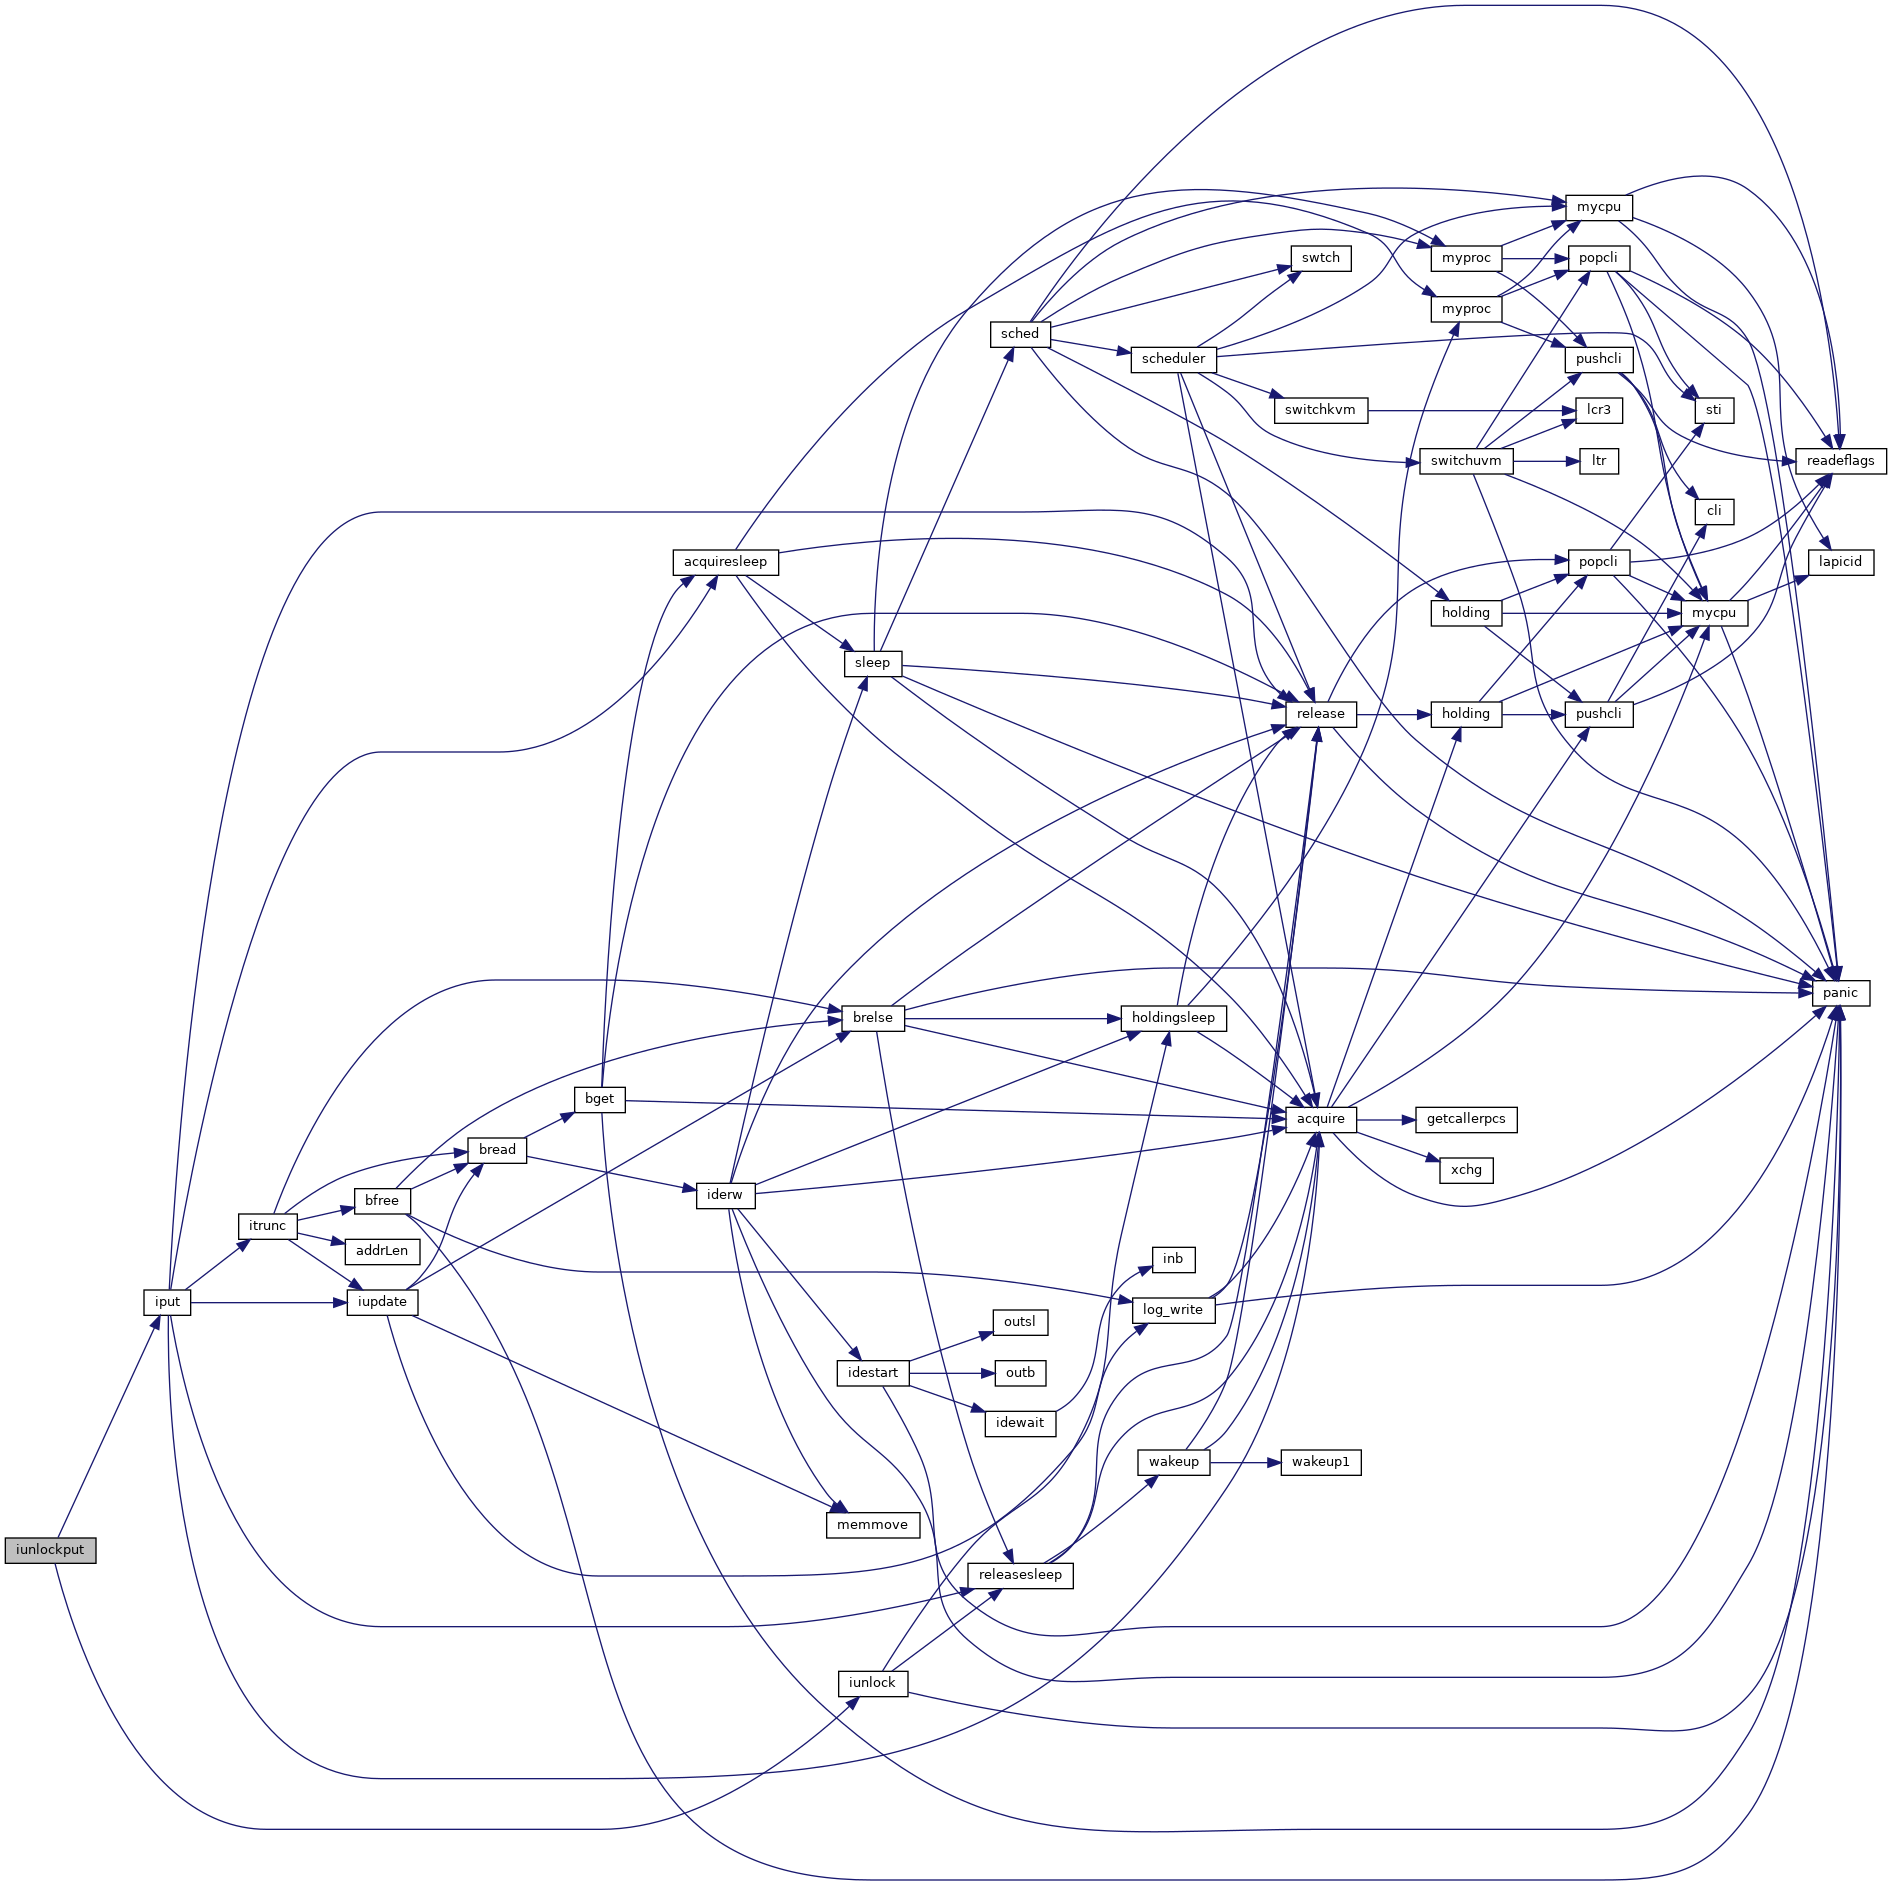 mycpu
swtch
myproc
popcli
myproc
sched
scheduler
pushcli
switchkvm
lcr3
sti
switchuvm
ltr
readeflags
cli
acquiresleep
popcli
lapicid
holding
mycpu
sleep
release
holding
pushcli
panic
brelse
holdingsleep
bget
acquire
getcallerpcs
bread
xchg
iderw
bfree
itrunc
addrLen
inb
iput
iupdate
log_write
outsl
idestart
outb
idewait
wakeup
wakeup1
memmove
iunlockput
releasesleep
iunlock